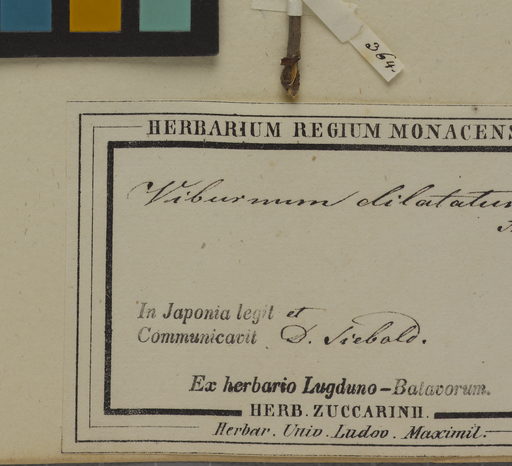 364
HERBARIUM REGIUM MONACENS
Viburnum dilatatum
In Japonia legit et
Communicavit D. Siebold.
Ex herbario Lugduno-Batavorum.
HERB. ZUCCARINII.
Herbar. Univ. Ludov. Maximil.